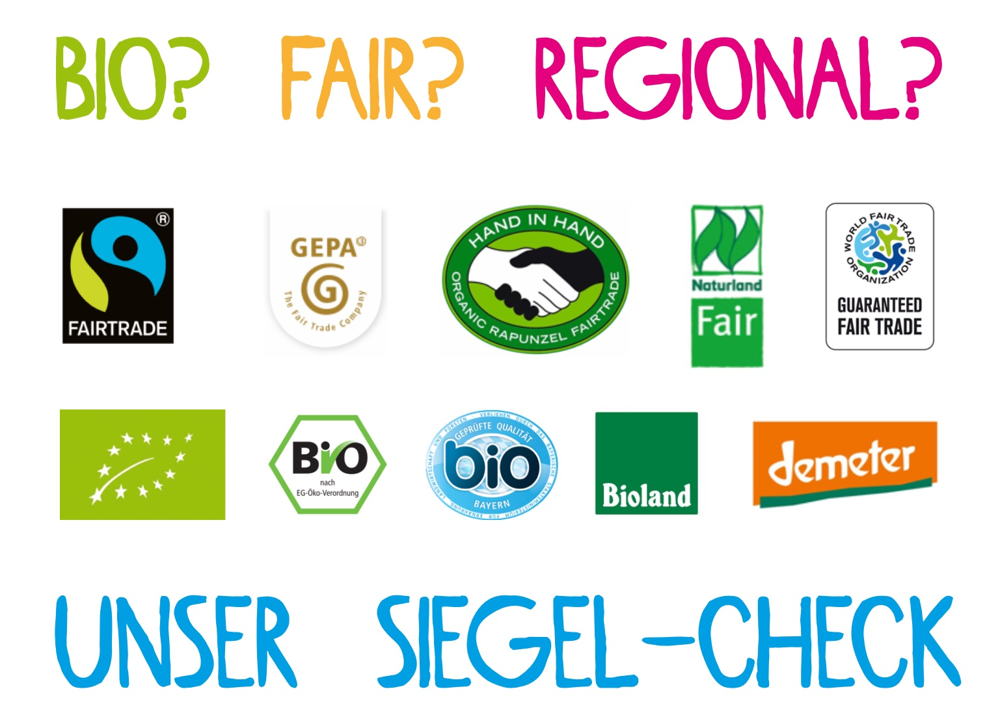 BIO? FAIR? REGIONAL?
FAIRTRADE ®
GEPA
The Fair Trade Company
HAND IN HAND
ORGANIC RAPUNZEL FAIRTRADE
Naturland
Fair
WORLD FAIR TRADE
ORGANIZATION
GUARANTEED
FAIR TRADE
BiO
nach
EG-Öko-Verordnung
VERLIEHEN DURCH DAS BAYERISCHE STAATSMINISTERIUM FÜR ERNÄHRUNG LANDWIRTSCHAFT UND FORSTEN
GEPRÜFTE QUALITÄT
bio
BAYERN
Bioland
demeter
UNSER SIEGEL-CHECK